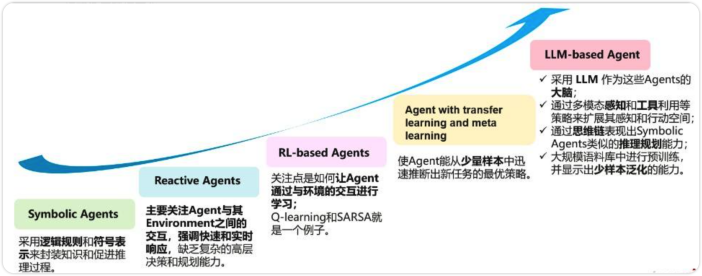 Symbolic Agents
采用逻辑规则和符号表
示来封装知识和促进推
理过程。
Reactive Agents
主要关注Agent与其
Environment之间的
交互，强调快速和实时
响应，缺乏复杂的高层
决策和规划能力。
RL-based Agents
关注点是如何让Agent
通过与环境的交互进行
学习；
Q-learning和SARSA就
是一个例子。
Agent with transfer
learning and meta
learning
使Agent能从少量样本中迅
速推断出新任务的最优策略。
LLM-based Agent
✓ 采用 LLM 作为这些Agents的
大脑；
✓ 通过多模态感知和工具利用等
策略来扩展其感知和行动空间；
✓ 通过思维链表现出Symbolic
Agents类似的推理规划能力；
✓ 大规模语料库中进行预训练，
并显示出少样本泛化的能力。